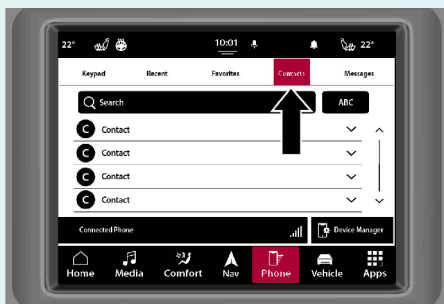 22° 10:01 22°
Keypad Recent Favorites Contacts Messages
Search ABC
C Contact
C Contact
C Contact
C Contact
Connected Phone Device Manager
Home Media Comfort Nav Phone Vehicle Apps